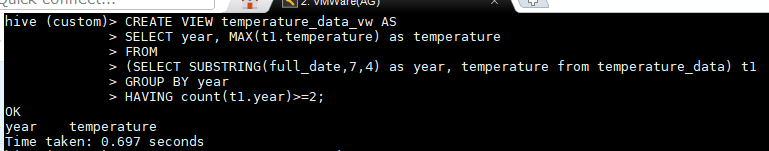 Quick connect...
2. VMWare(AG)
hive (custom)> CREATE VIEW temperature_data_vw AS
> SELECT year, MAX(t1.temperature) as temperature
> FROM
> (SELECT SUBSTRING(full_date,7,4) as year, temperature from temperature_data) t1
> GROUP BY year
> HAVING count(t1.year)>=2;
OK
year    temperature
Time taken: 0.697 seconds